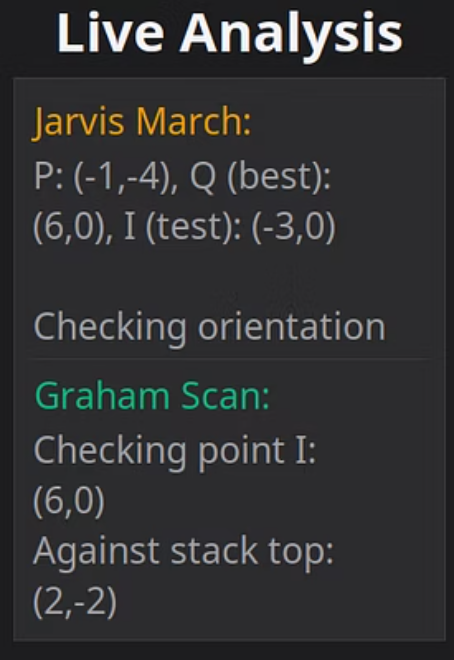 Live Analysis
Jarvis March:
P: (-1,-4), Q (best):
(6,0), I (test): (-3,0)
Checking orientation
Graham Scan:
Checking point I:
(6,0)
Against stack top:
(2,-2)